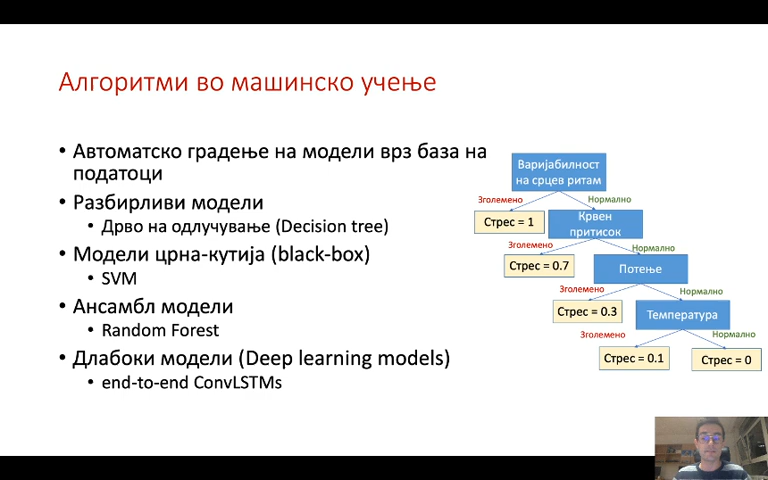 Алгоритми во машинско учење
• Автоматско градење на модели врз база на
податоци
• Разбирливи модели
• Дрво на одлучување (Decision tree)
• Модели црна-кутија (black-box)
• SVM
• Ансамбл модели
• Random Forest
• Длабоки модели (Deep learning models)
• end-to-end ConvLSTMs
Варијабилност
на срцев ритам
Зголемено
Нормално
Стрес = 1
Крвен
притисок
Зголемено
Нормално
Стрес = 0.7
Потење
Зголемено
Нормално
Стрес = 0.3
Температура
Зголемено
Нормално
Стрес = 0.1
Стрес = 0